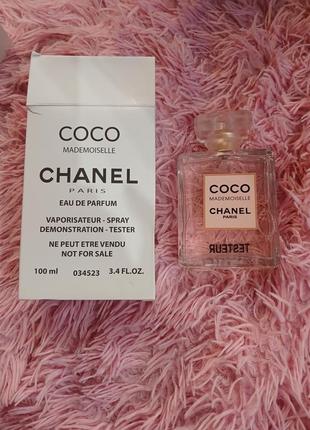 COCO
MADEMOISELLE
CHANEL
PARIS
EAU DE PARFUM
VAPORISATEUR - SPRAY
DEMONSTRATION - TESTER
NE PEUT ETRE VENDU
NOT FOR SALE
100 ml 034523 3.4 FL.OZ.
COCO
MADEMOISELLE
CHANEL
PARIS
TESTEUR